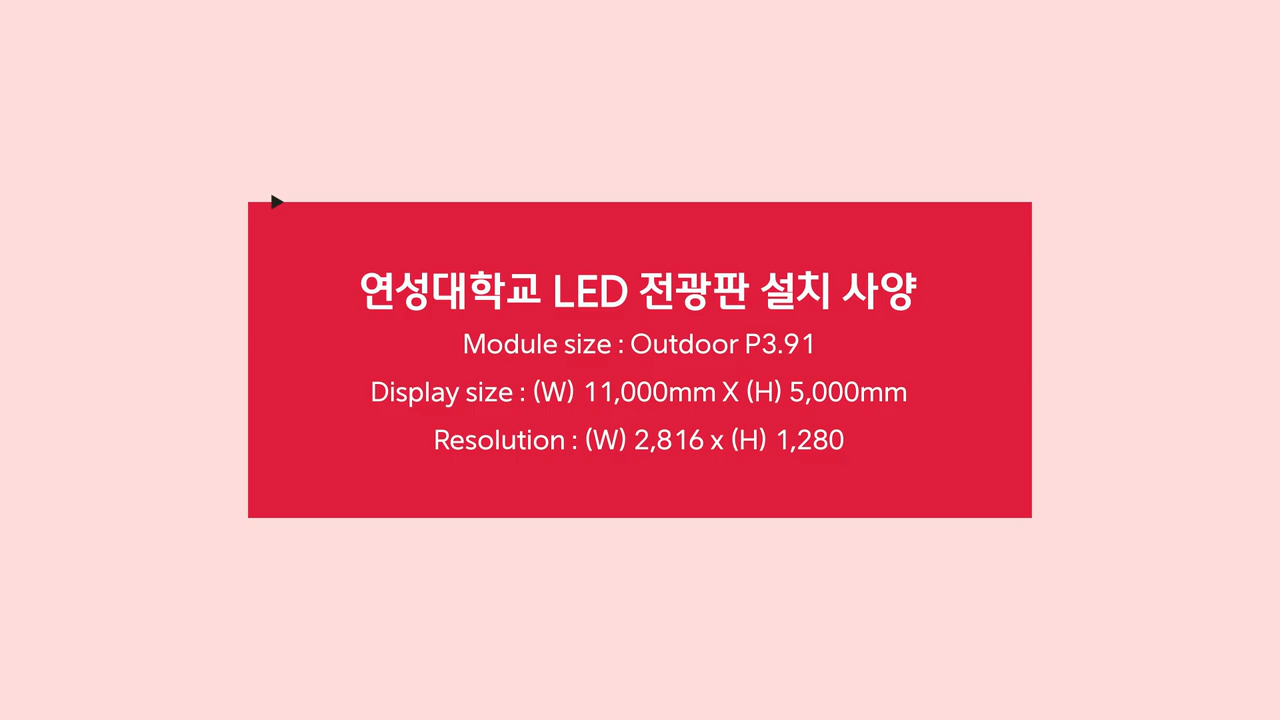 연성대학교 LED 전광판 설치 사양
Module size : Outdoor P3.91
Display size : (W) 11,000mm X (H) 5,000mm
Resolution : (W) 2,816 x (H) 1,280